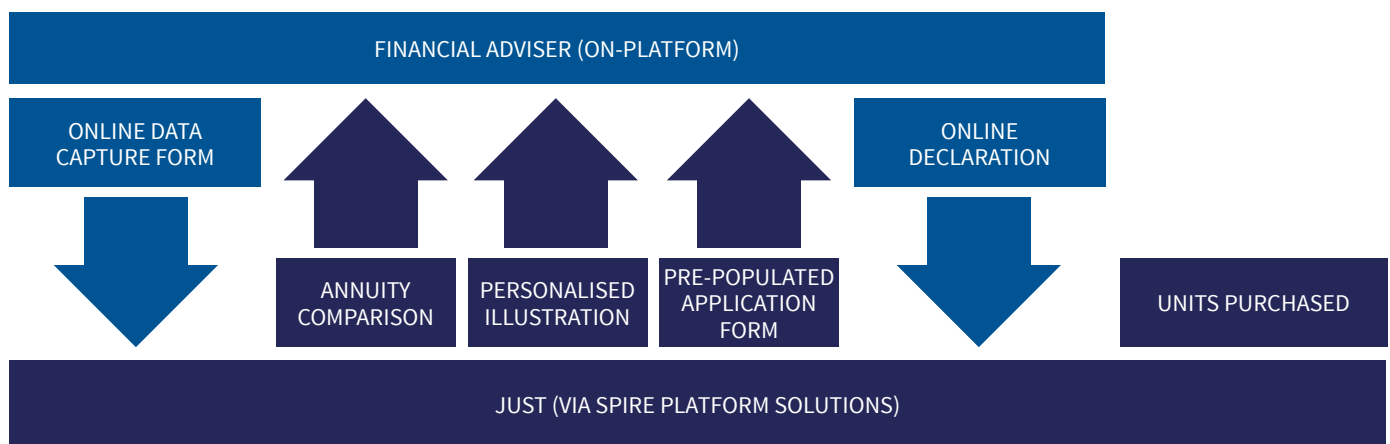 FINANCIAL ADVISER (ON-PLATFORM)
ONLINE DATA
CAPTURE FORM
ANNUITY
COMPARISON
PERSONALISED
ILLUSTRATION
PRE-POPULATED
APPLICATION
FORM
ONLINE
DECLARATION
UNITS PURCHASED
JUST (VIA SPIRE PLATFORM SOLUTIONS)